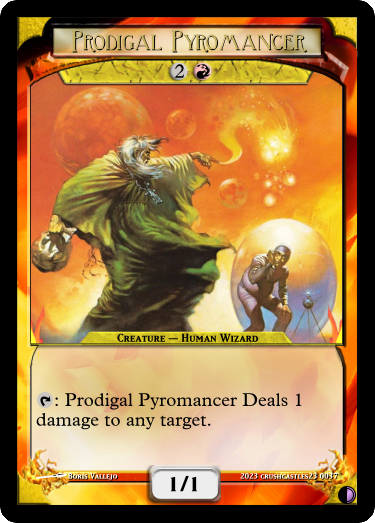 Prodigal Pyromancer
2
Creature — Human Wizard
: Prodigal Pyromancer Deals 1
damage to any target.
Boris Vallejo
1/1
2023 crushcastles23 0037